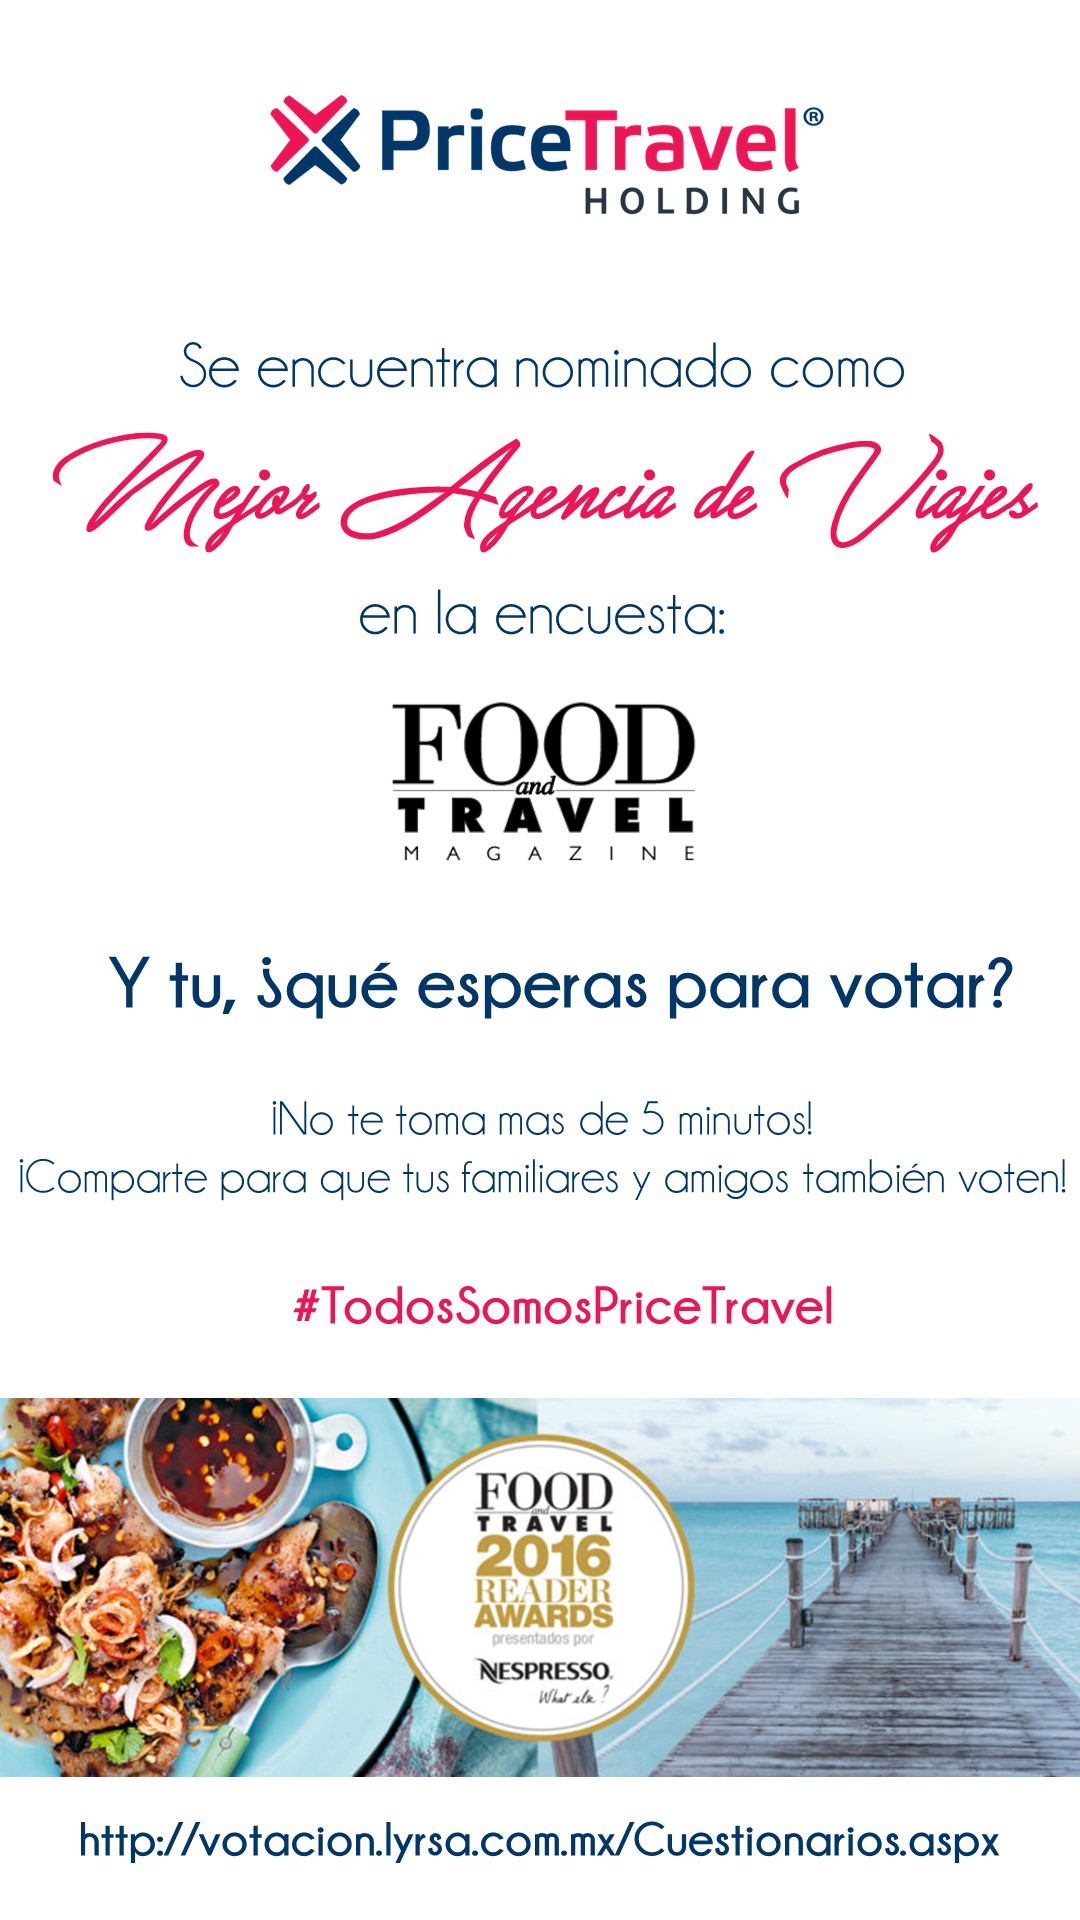 PriceTravel®
HOLDING
Se encuentra nominado como
Mejor Agencia de Viajes
en la encuesta:
FOOD
and
TRAVEL
MAGAZINE
Y tu, ¿qué esperas para votar?
¡No te toma mas de 5 minutos!
¡Comparte para que tus familiares y amigos también voten!
#TodosSomosPriceTravel
FOOD
and
TRAVEL
2016
READER
AWARDS
presentados por
NESPRESSO.
What else?
http://votacion.lyrsa.com.mx/Cuestionarios.aspx